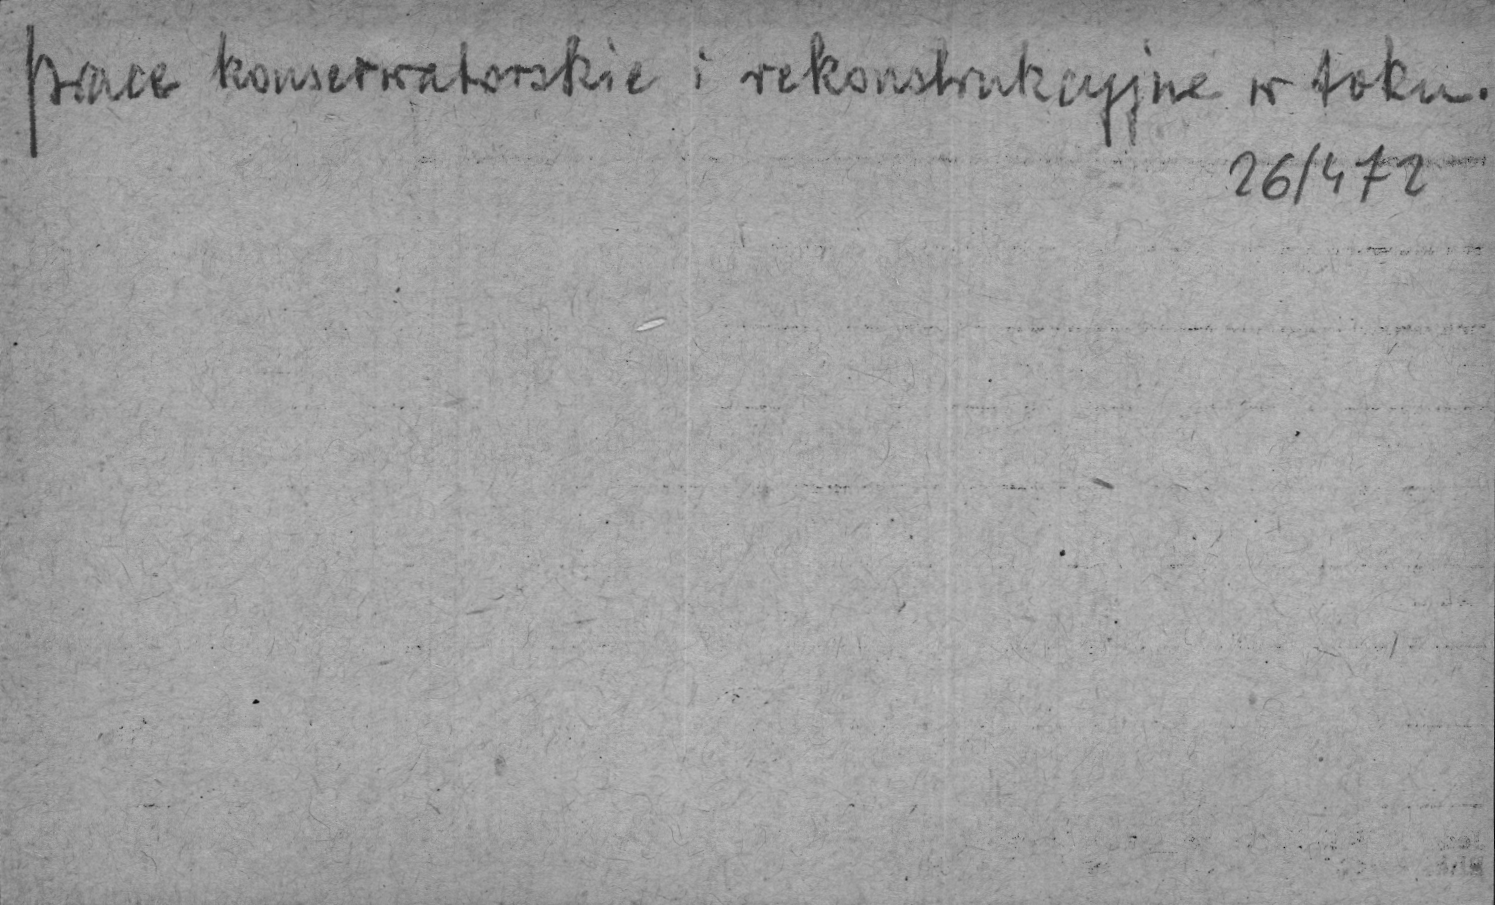 prace konserwatorskie i rekonstrukcyjne w toku.
26/472